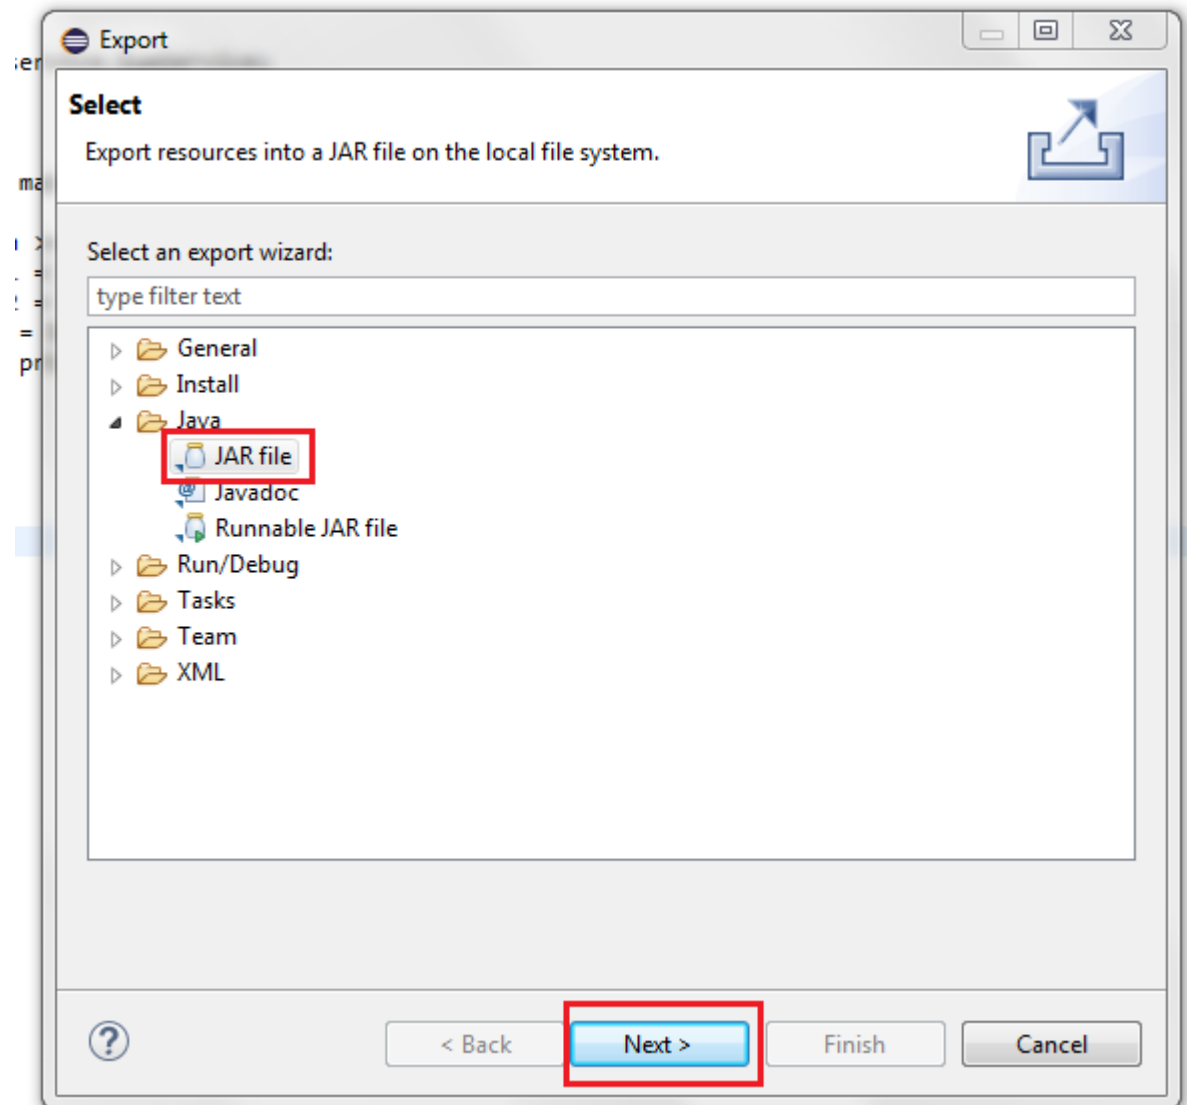 Export
Select
Export resources into a JAR file on the local file system.
Select an export wizard:
type filter text
General
Install
Java
JAR file
Javadoc
Runnable JAR file
Run/Debug
Tasks
Team
XML
< Back
Next >
Finish
Cancel